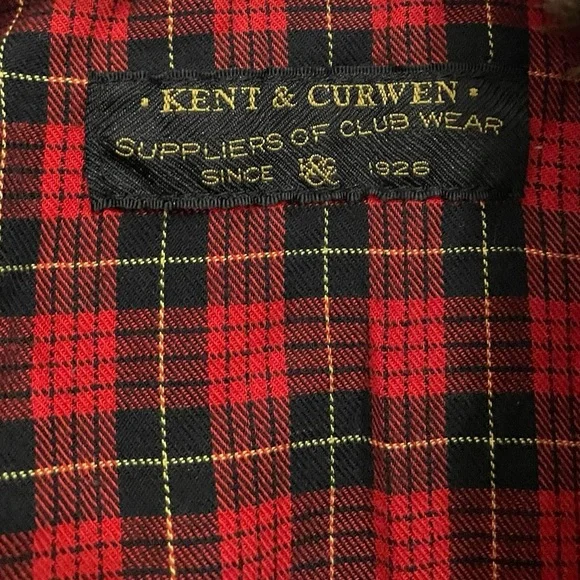 · KENT & CURWEN ·
SUPPLIERS OF CLUB WEAR
SINCE K&C 1926